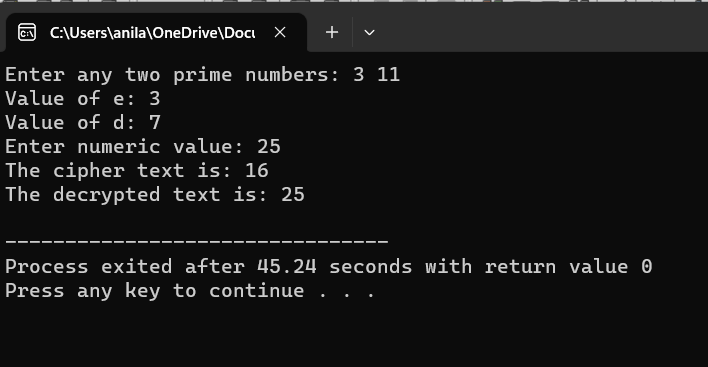 C:\Users\anila\OneDrive\Docu
Enter any two prime numbers: 3 11
Value of e: 3
Value of d: 7
Enter numeric value: 25
The cipher text is: 16
The decrypted text is: 25
--------------------------------
Process exited after 45.24 seconds with return value 0
Press any key to continue . . .